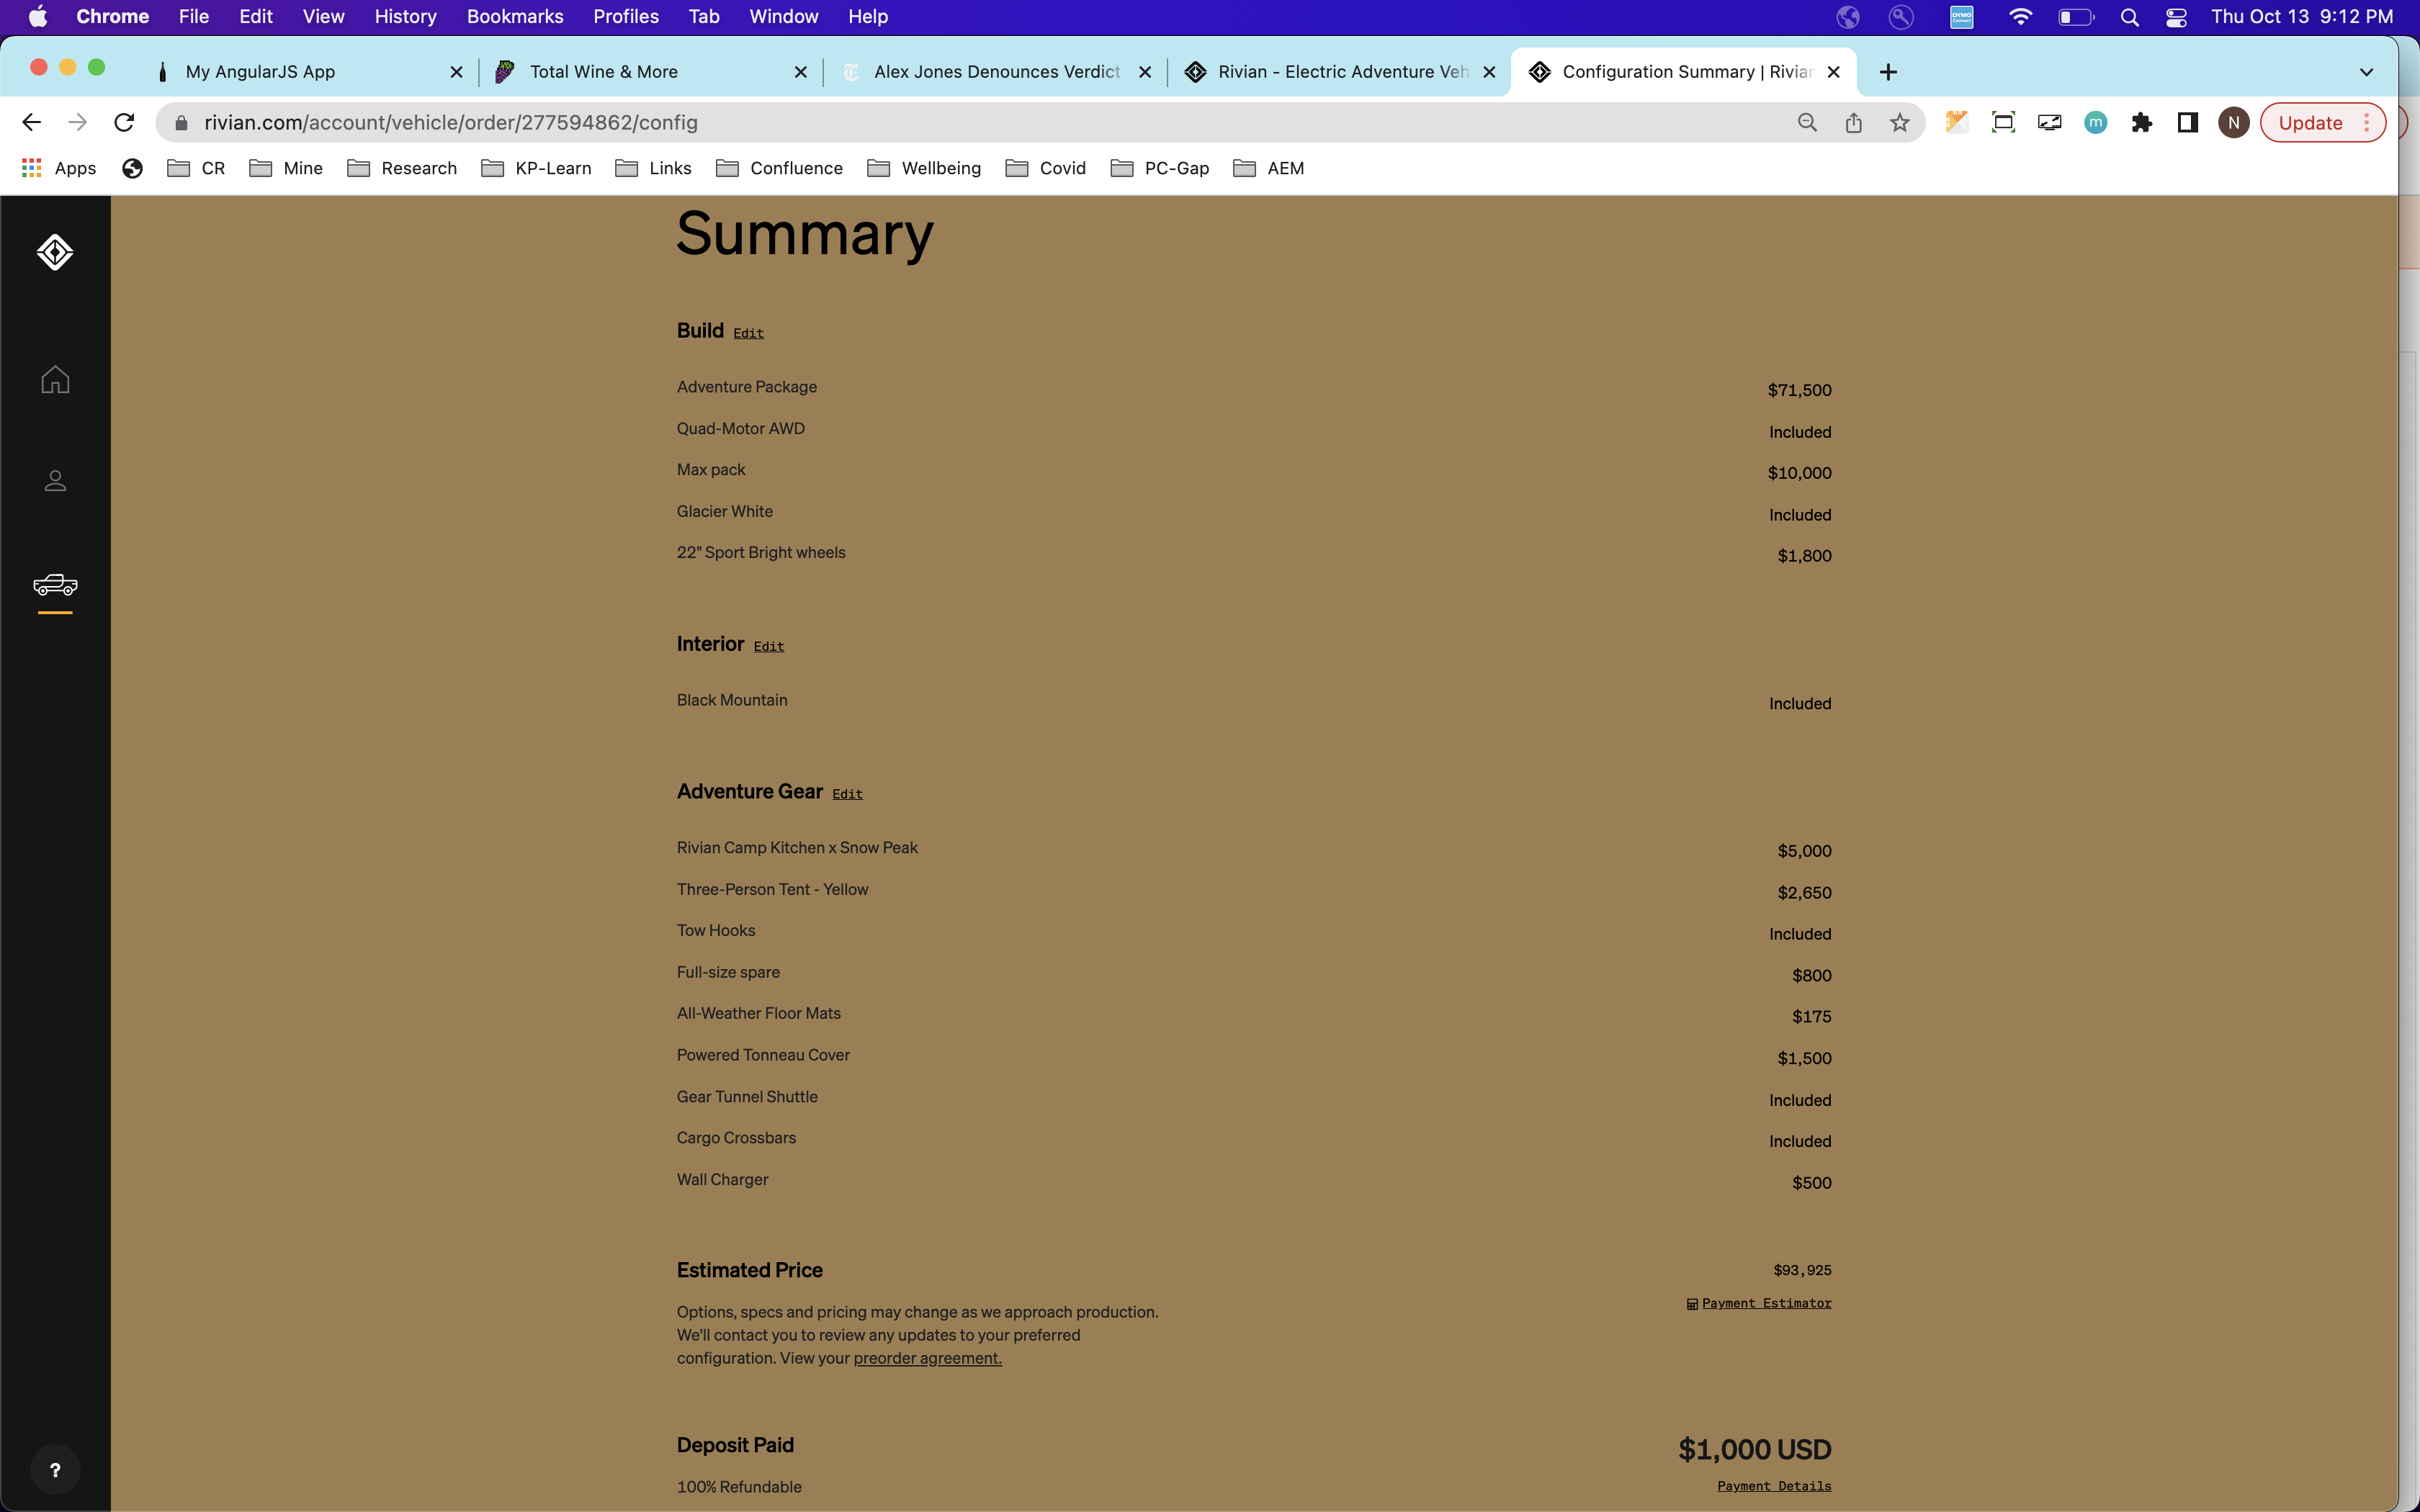 Chrome File Edit View History Bookmarks Profiles Tab Window Help DYMO Connect Thu Oct 13 9:12 PM
My AngularJS App Total Wine & More Alex Jones Denounces Verdict Rivian - Electric Adventure Veh Configuration Summary | Rivian
rivian.com/account/vehicle/order/277594862/config m N Update
Apps CR Mine Research KP-Learn Links Confluence Wellbeing Covid PC-Gap AEM
Summary
Build Edit
Adventure Package $71,500
Quad-Motor AWD Included
Max pack $10,000
Glacier White Included
22" Sport Bright wheels $1,800
Interior Edit
Black Mountain Included
Adventure Gear Edit
Rivian Camp Kitchen x Snow Peak $5,000
Three-Person Tent - Yellow $2,650
Tow Hooks Included
Full-size spare $800
All-Weather Floor Mats $175
Powered Tonneau Cover $1,500
Gear Tunnel Shuttle Included
Cargo Crossbars Included
Wall Charger $500
Estimated Price $93,925
Payment Estimator
Options, specs and pricing may change as we approach production.
We'll contact you to review any updates to your preferred
configuration. View your preorder agreement.
Deposit Paid $1,000 USD
100% Refundable Payment Details
?